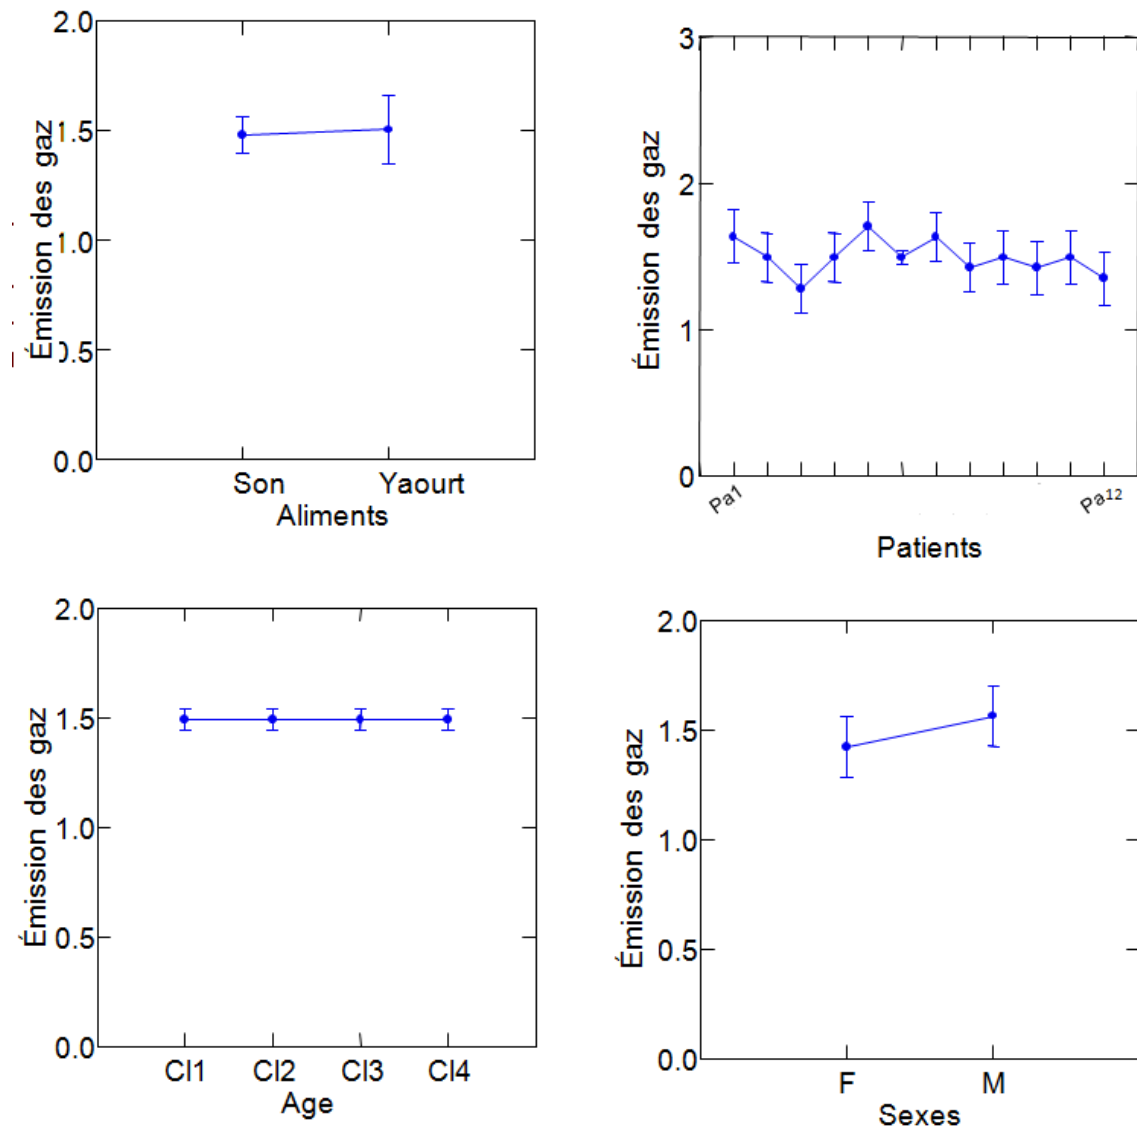 Émission des gaz
2.0
1.5
1.0
0.5
0.0
Son Yaourt
Aliments
Émission des gaz
3
2
1
0
Pa1 Pa12
Patients
Émission des gaz
2.0
1.5
1.0
0.5
0.0
Cl1 Cl2 Cl3 Cl4
Age
Émission des gaz
2.0
1.5
1.0
0.5
0.0
F M
Sexes